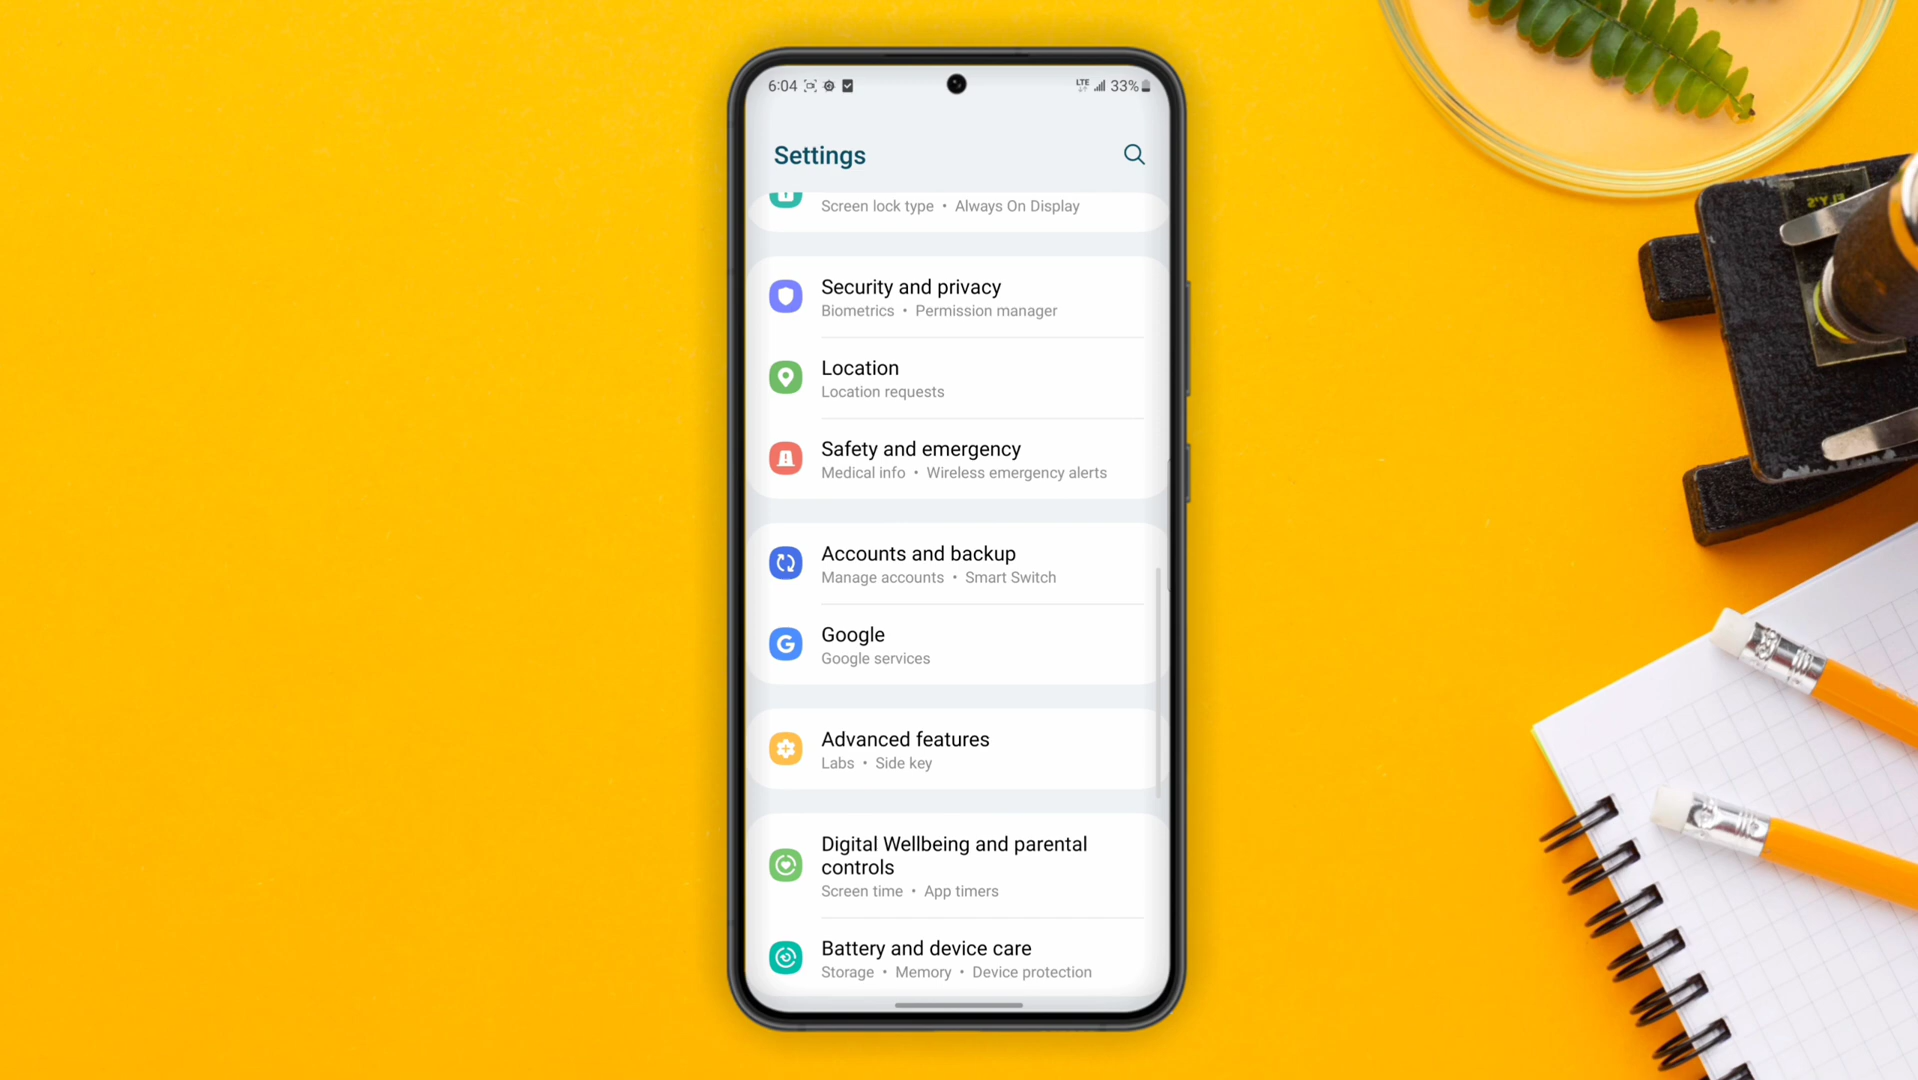 6:04
LTE 33%
Settings
Screen lock type • Always On Display
Security and privacy
Biometrics • Permission manager
Location
Location requests
Safety and emergency
Medical info • Wireless emergency alerts
Accounts and backup
Manage accounts • Smart Switch
Google
Google services
Advanced features
Labs • Side key
Digital Wellbeing and parental
controls
Screen time • App timers
Battery and device care
Storage • Memory • Device protection